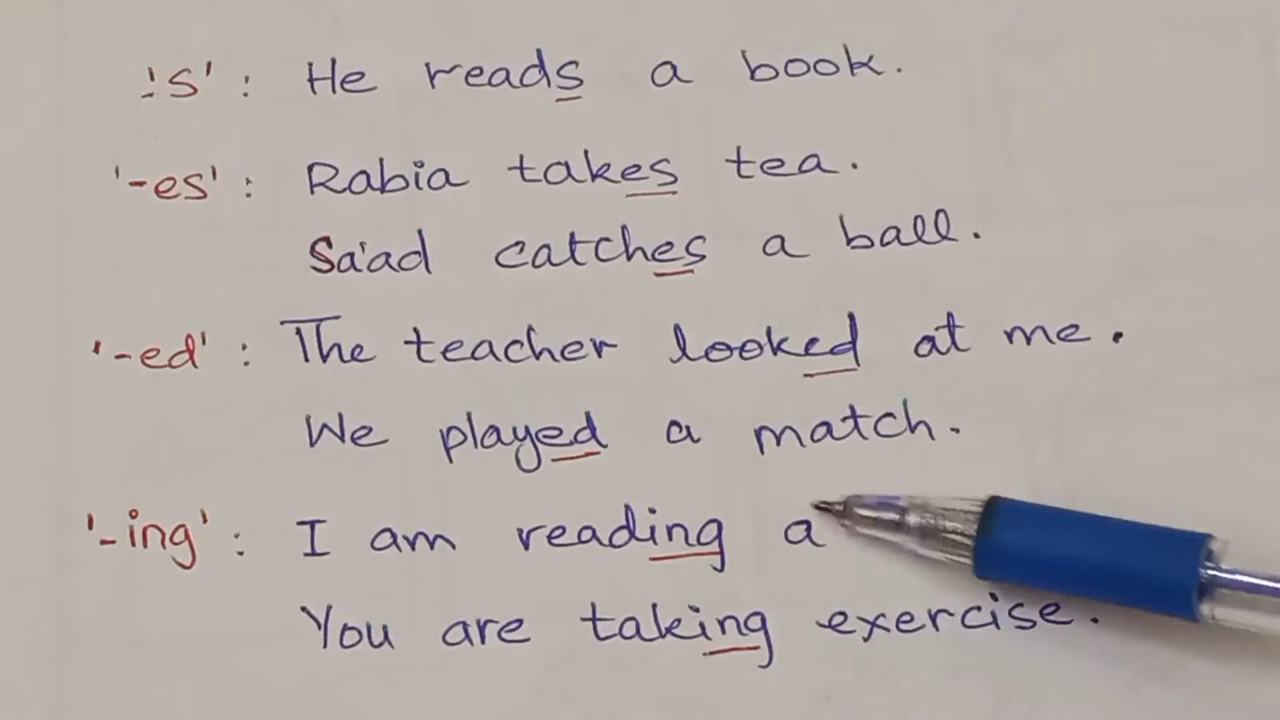 '-s' : He reads a book.
'-es' : Rabia takes tea.
Sa'ad catches a ball.
'-ed' : The teacher looked at me.
We played a match.
'-ing' : I am reading a
You are taking exercise.